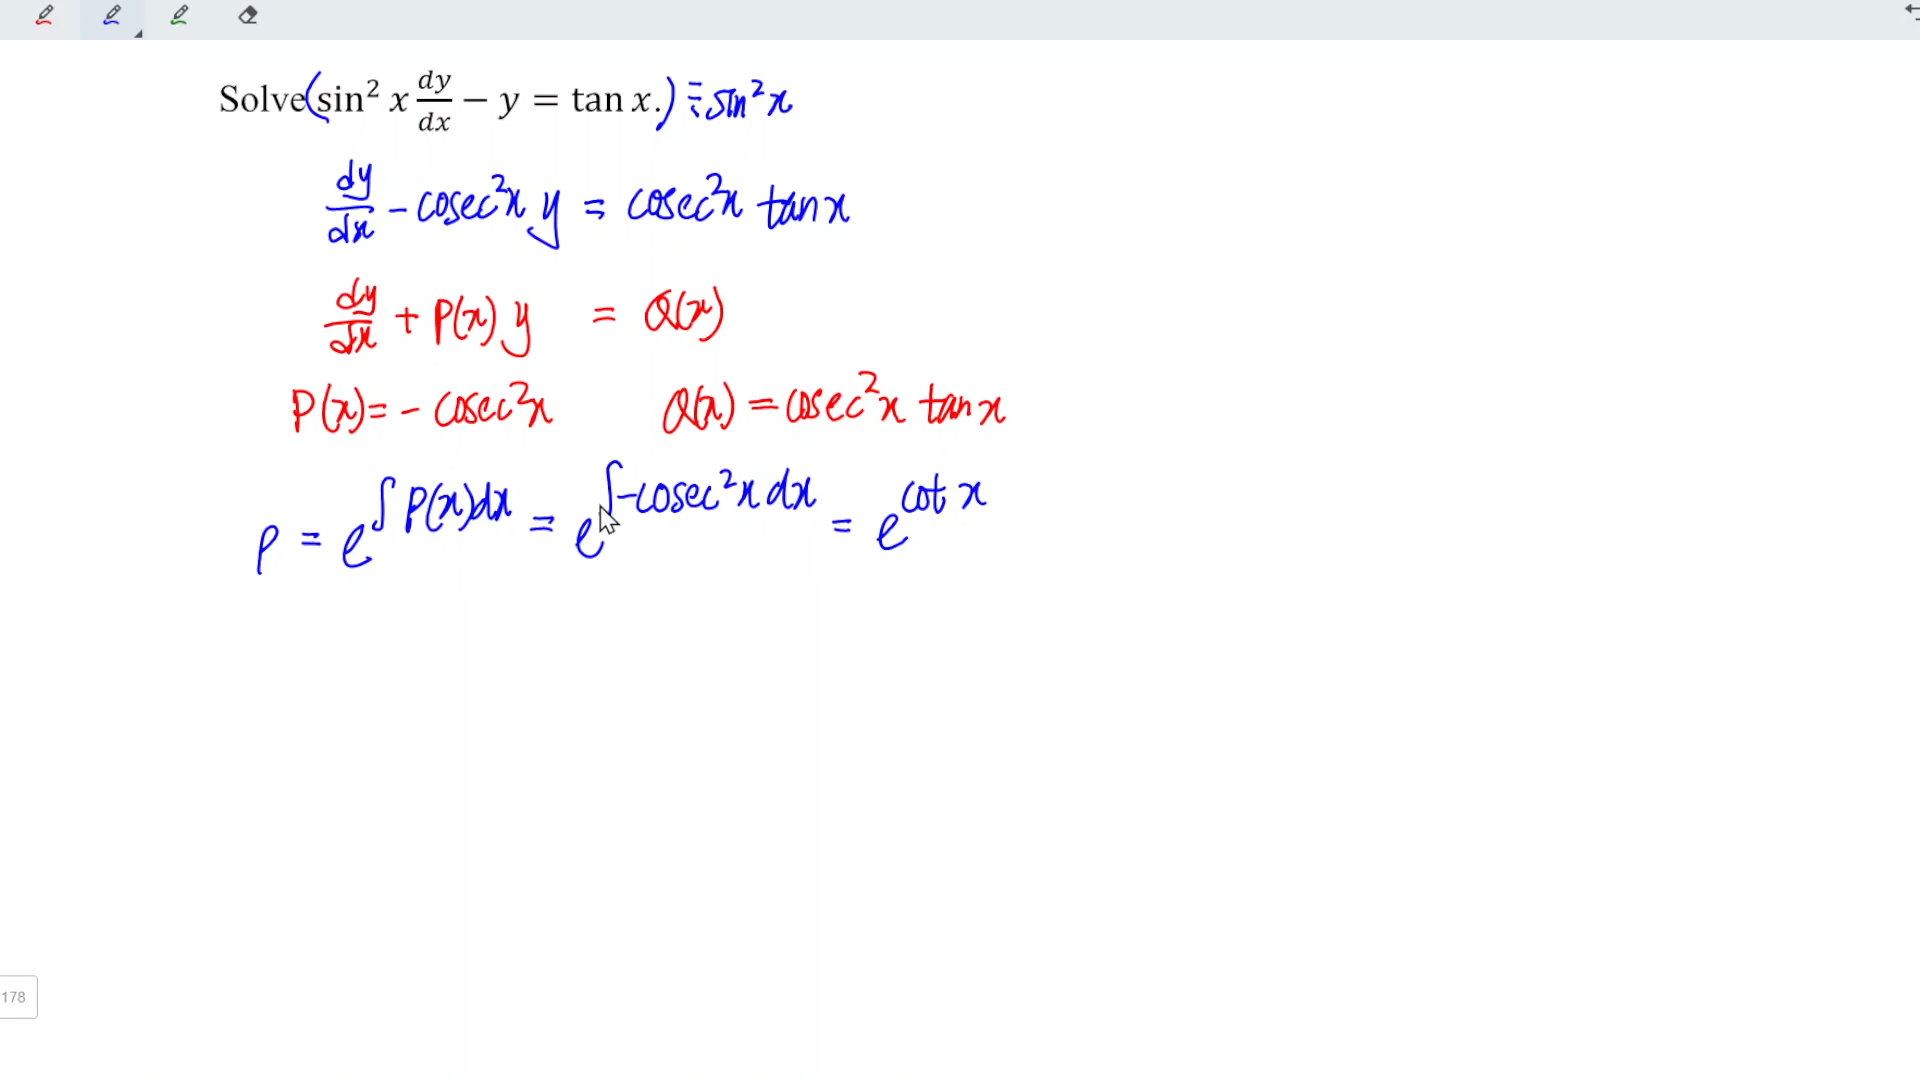 Solve (sin² x dy/dx − y = tan x.) ÷ sin²x
dy/dx - cosec²x y = cosec²x tan x
dy/dx + P(x) y = Q(x)
P(x) = - cosec²x Q(x) = cosec²x tan x
ρ = e^∫P(x)dx = e^∫-cosec²x dx = e^cot x
178